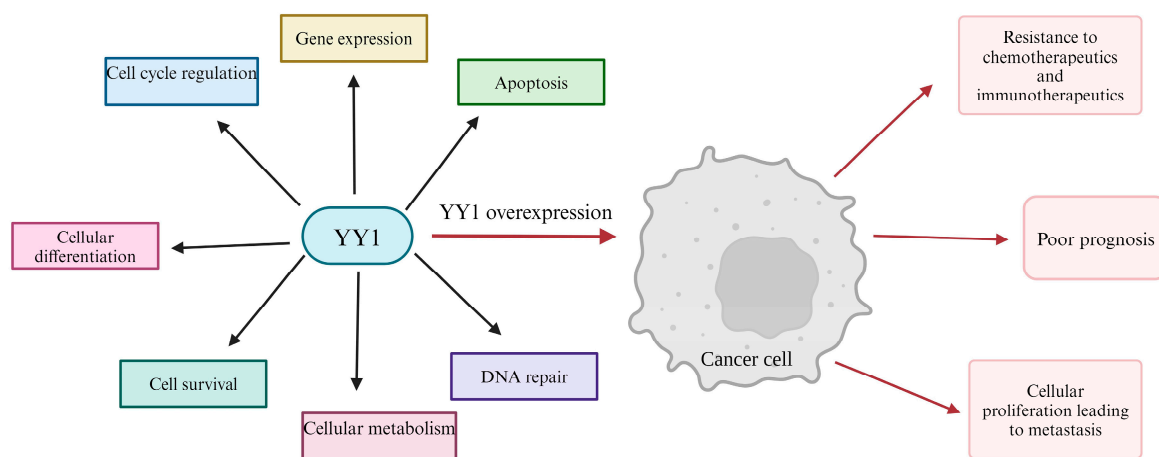 Gene expression
Cell cycle regulation
Apoptosis
Cellular
differentiation
YY1
Cell survival
DNA repair
Cellular metabolism
YY1 overexpression
Cancer cell
Resistance to
chemotherapeutics
and
immunotherapeutics
Poor prognosis
Cellular
proliferation leading
to metastasis